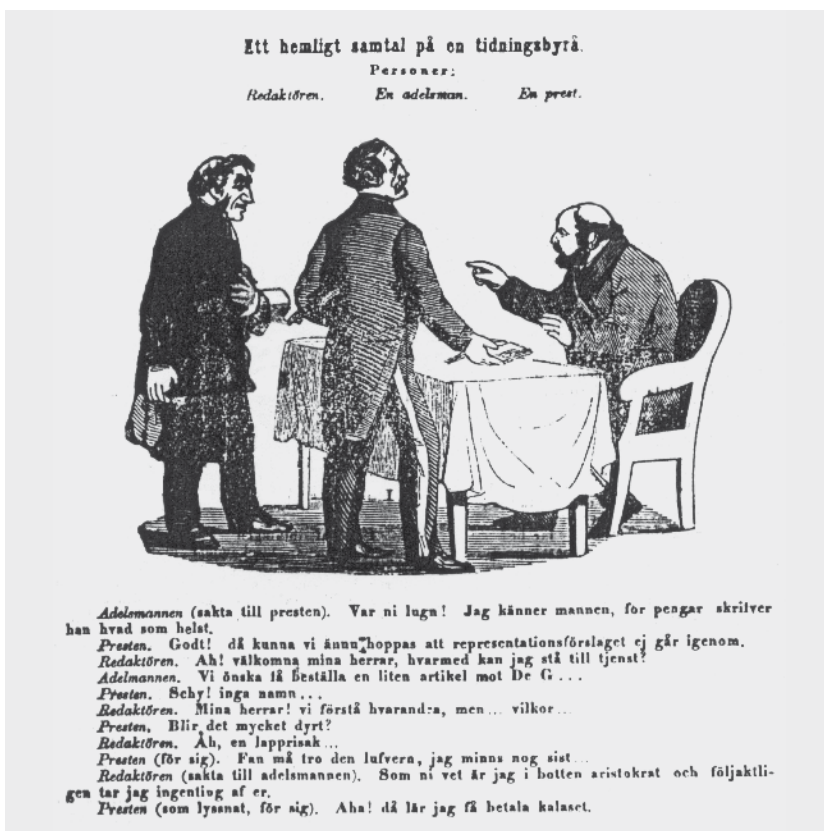 Ett hemligt samtal på en tidningsbyrå.
Personer:
Redaktören. En adelsman. En prest.
Adelsmannen (sakta till presten). Var ni lugn! Jag känner mannen, för pengar skrifver
han hvad som helst.
Presten. Godt! då kunna vi ännu hoppas att representationsförslaget ej går igenom.
Redaktören. Ah! välkomna mina herrar, hvarmed kan jag stå till tjenst?
Adelmannen. Vi önska få beställa en liten artikel mot De G...
Presten. Schy! inga namn...
Redaktören. Mina herrar! vi förstå hvarandra, men... vilkor...
Presten. Blir det mycket dyrt?
Redaktören. Åh, en lapprisak...
Presten (för sig). Fan må tro den lufvern, jag minns nog sist...
Redaktören (sakta till adelsmannen). Som ni vet är jag i botten aristokrat och följaktli-
gen tar jag ingenting af er.
Presten (som lyssnat, för sig). Aha! då lär jag få betala kalaset.